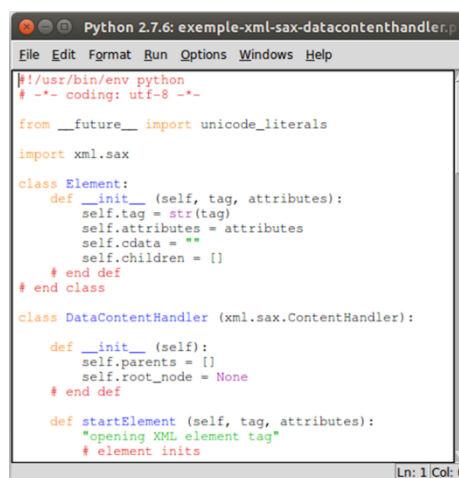 Python 2.7.6: exemple-xml-sax-datacontenthandler.p
File Edit Format Run Options Windows Help
#!/usr/bin/env python
# -*- coding: utf-8 -*-
from __future__ import unicode_literals
import xml.sax
class Element:
    def __init__ (self, tag, attributes):
        self.tag = str(tag)
        self.attributes = attributes
        self.cdata = ""
        self.children = []
    # end def
# end class
class DataContentHandler (xml.sax.ContentHandler):
    def __init__ (self):
        self.parents = []
        self.root_node = None
    # end def
    def startElement (self, tag, attributes):
        "opening XML element tag"
        # element inits
Ln: 1 Col: